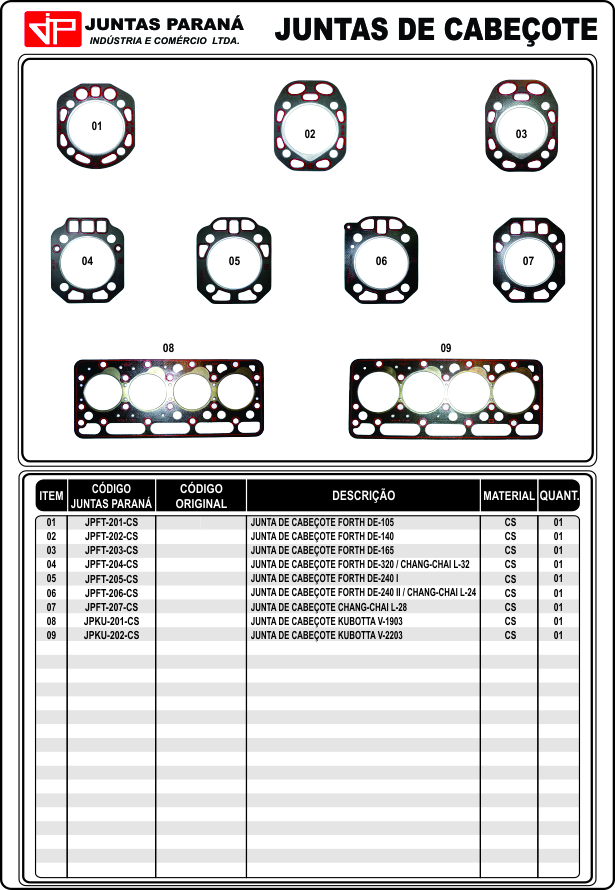 JP JUNTAS PARANÁ
INDÚSTRIA E COMÉRCIO LTDA.
JUNTAS DE CABEÇOTE
01
02
03
04
05
06
07
08
09
ITEM CÓDIGO JUNTAS PARANÁ CÓDIGO ORIGINAL DESCRIÇÃO MATERIAL QUANT.
01 JPFT-201-CS JUNTA DE CABEÇOTE FORTH DE-105 CS 01
02 JPFT-202-CS JUNTA DE CABEÇOTE FORTH DE-140 CS 01
03 JPFT-203-CS JUNTA DE CABEÇOTE FORTH DE-165 CS 01
04 JPFT-204-CS JUNTA DE CABEÇOTE FORTH DE-320 / CHANG-CHAI L-32 CS 01
05 JPFT-205-CS JUNTA DE CABEÇOTE FORTH DE-240 I CS 01
06 JPFT-206-CS JUNTA DE CABEÇOTE FORTH DE-240 II / CHANG-CHAI L-24 CS 01
07 JPFT-207-CS JUNTA DE CABEÇOTE CHANG-CHAI L-28 CS 01
08 JPKU-201-CS JUNTA DE CABEÇOTE KUBOTTA V-1903 CS 01
09 JPKU-202-CS JUNTA DE CABEÇOTE KUBOTTA V-2203 CS 01